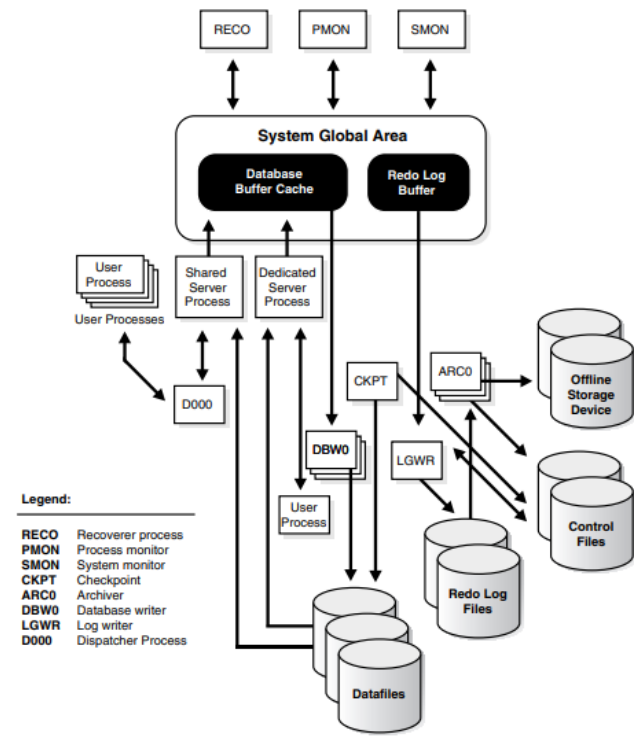 RECO
PMON
SMON
System Global Area
Database
Buffer Cache
Redo Log
Buffer
User
Process
User Processes
Shared
Server
Process
Dedicated
Server
Process
D000
CKPT
ARC0
Offline
Storage
Device
DBW0
LGWR
User
Process
Control
Files
Redo Log
Files
Datafiles
Legend:
RECO Recoverer process
PMON Process monitor
SMON System monitor
CKPT Checkpoint
ARC0 Archiver
DBW0 Database writer
LGWR Log writer
D000 Dispatcher Process